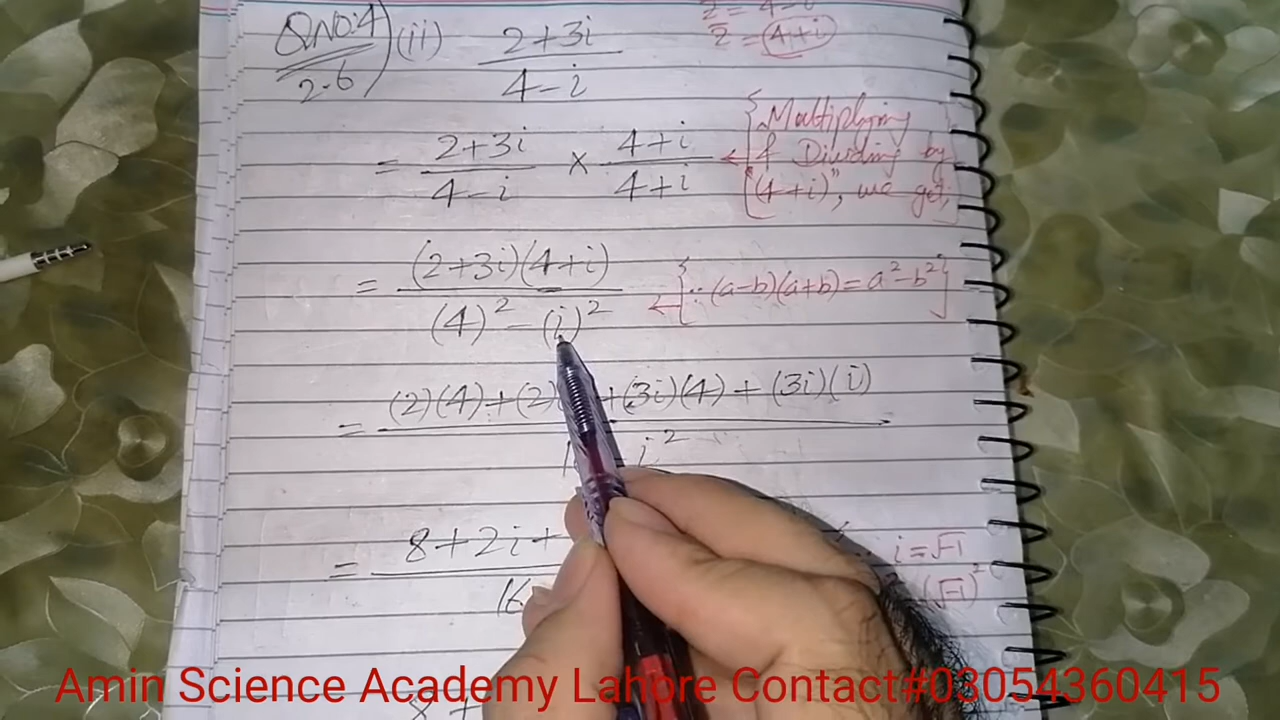 z = 4-i
Q.NO:4) (ii) 2+3i / 4-i
z̅ = (4+i)
2.6
= 2+3i / 4-i × 4+i / 4+i ← {Multiplying
& Dividing by
"(4+i)", we get;
= (2+3i)(4+i) / (4)² - (i)² ← {∵ (a-b)(a+b) = a²-b²}
= (2)(4)+(2) +(3i)(4) + (3i)(i) / i²
= 8+2i+ / 16
i = √-1
(√-1)²
8+
Amin Science Academy Lahore Contact#03054360415